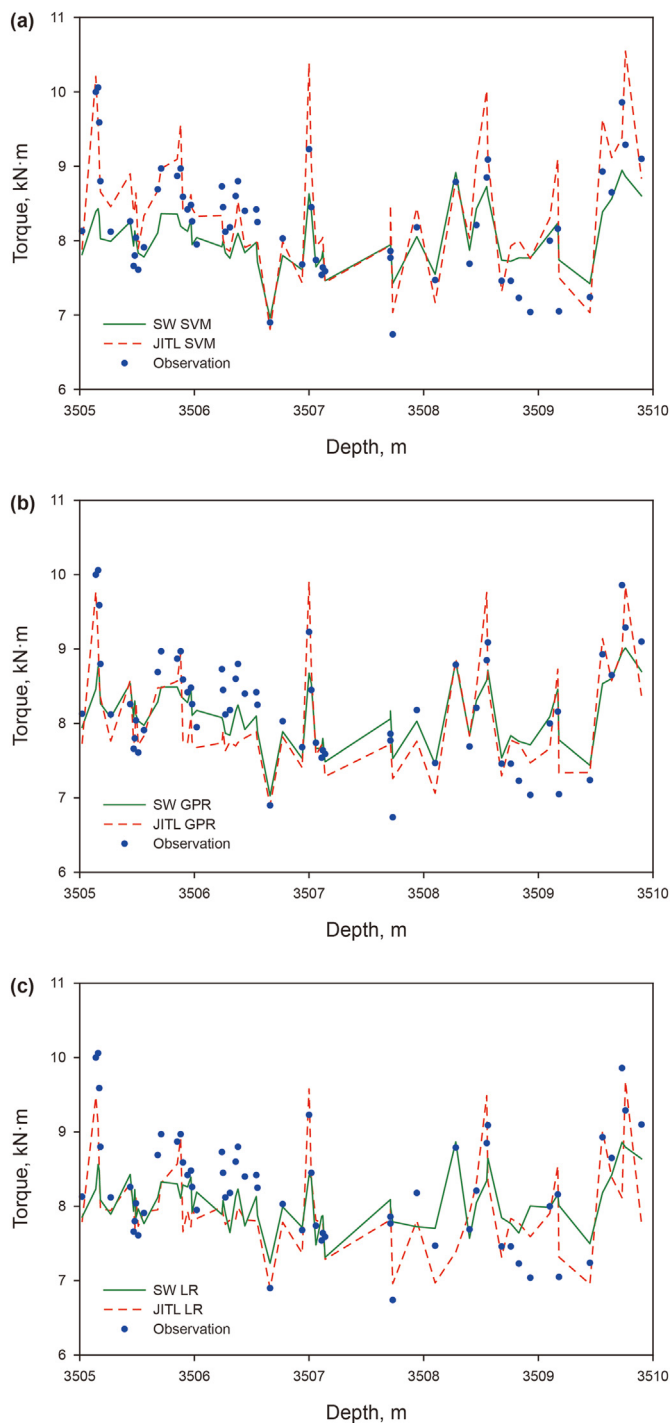 (a)
11
10
9
8
7
6
Torque, kN·m
SW SVM
JITL SVM
Observation
3505 3506 3507 3508 3509 3510
Depth, m
(b)
11
10
9
8
7
6
Torque, kN·m
SW GPR
JITL GPR
Observation
3505 3506 3507 3508 3509 3510
Depth, m
(c)
11
10
9
8
7
6
Torque, kN·m
SW LR
JITL LR
Observation
3505 3506 3507 3508 3509 3510
Depth, m